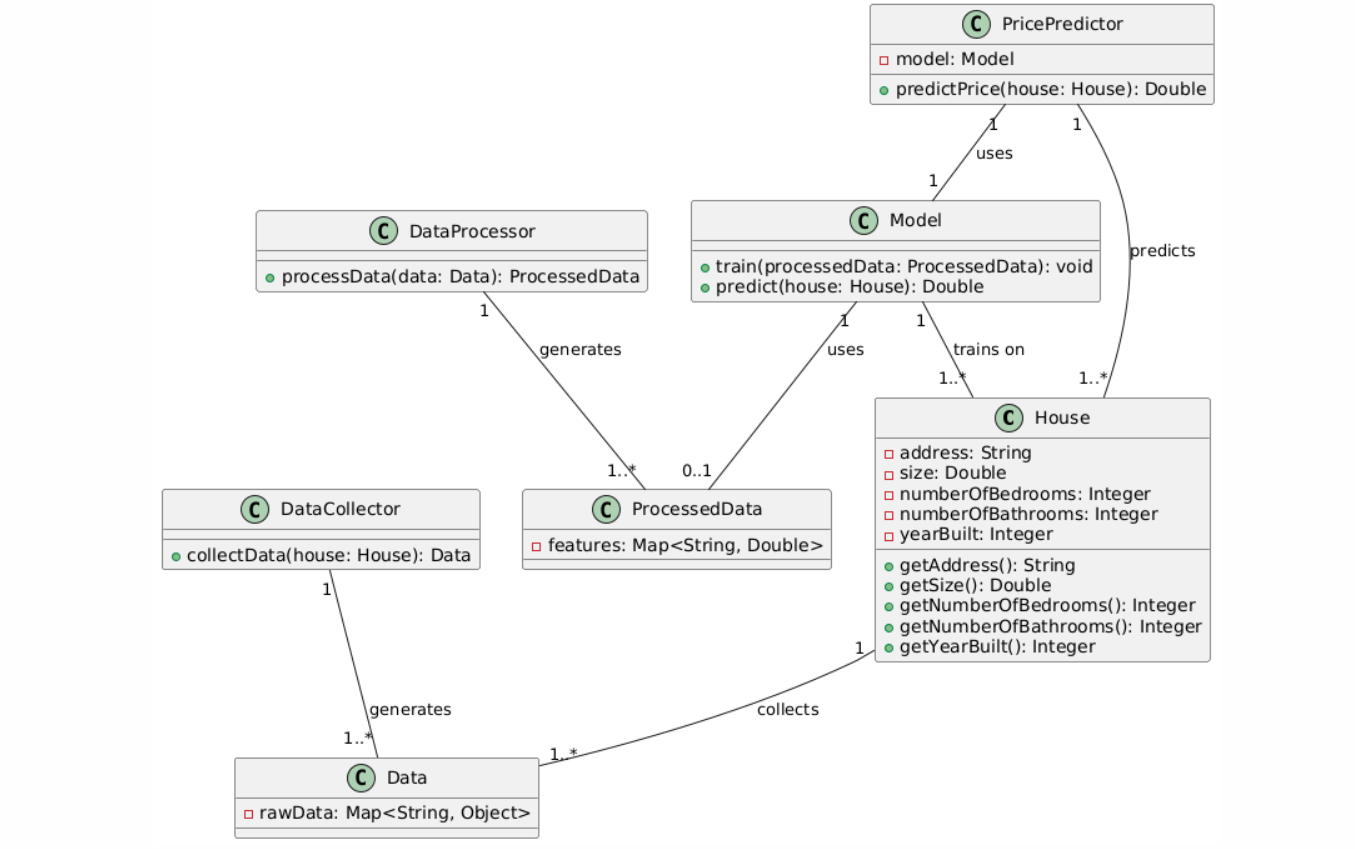 C PricePredictor
model: Model
predictPrice(house: House): Double
1
1
uses
1
predicts
C DataProcessor
processData(data: Data): ProcessedData
C Model
train(processedData: ProcessedData): void
predict(house: House): Double
1
generates
1..*
1
uses
0..1
1
trains on
1..*
1..*
C House
address: String
size: Double
numberOfBedrooms: Integer
numberOfBathrooms: Integer
yearBuilt: Integer
getAddress(): String
getSize(): Double
getNumberOfBedrooms(): Integer
getNumberOfBathrooms(): Integer
getYearBuilt(): Integer
C DataCollector
collectData(house: House): Data
C ProcessedData
features: Map<String, Double>
1
generates
1..*
1
collects
1..*
C Data
rawData: Map<String, Object>